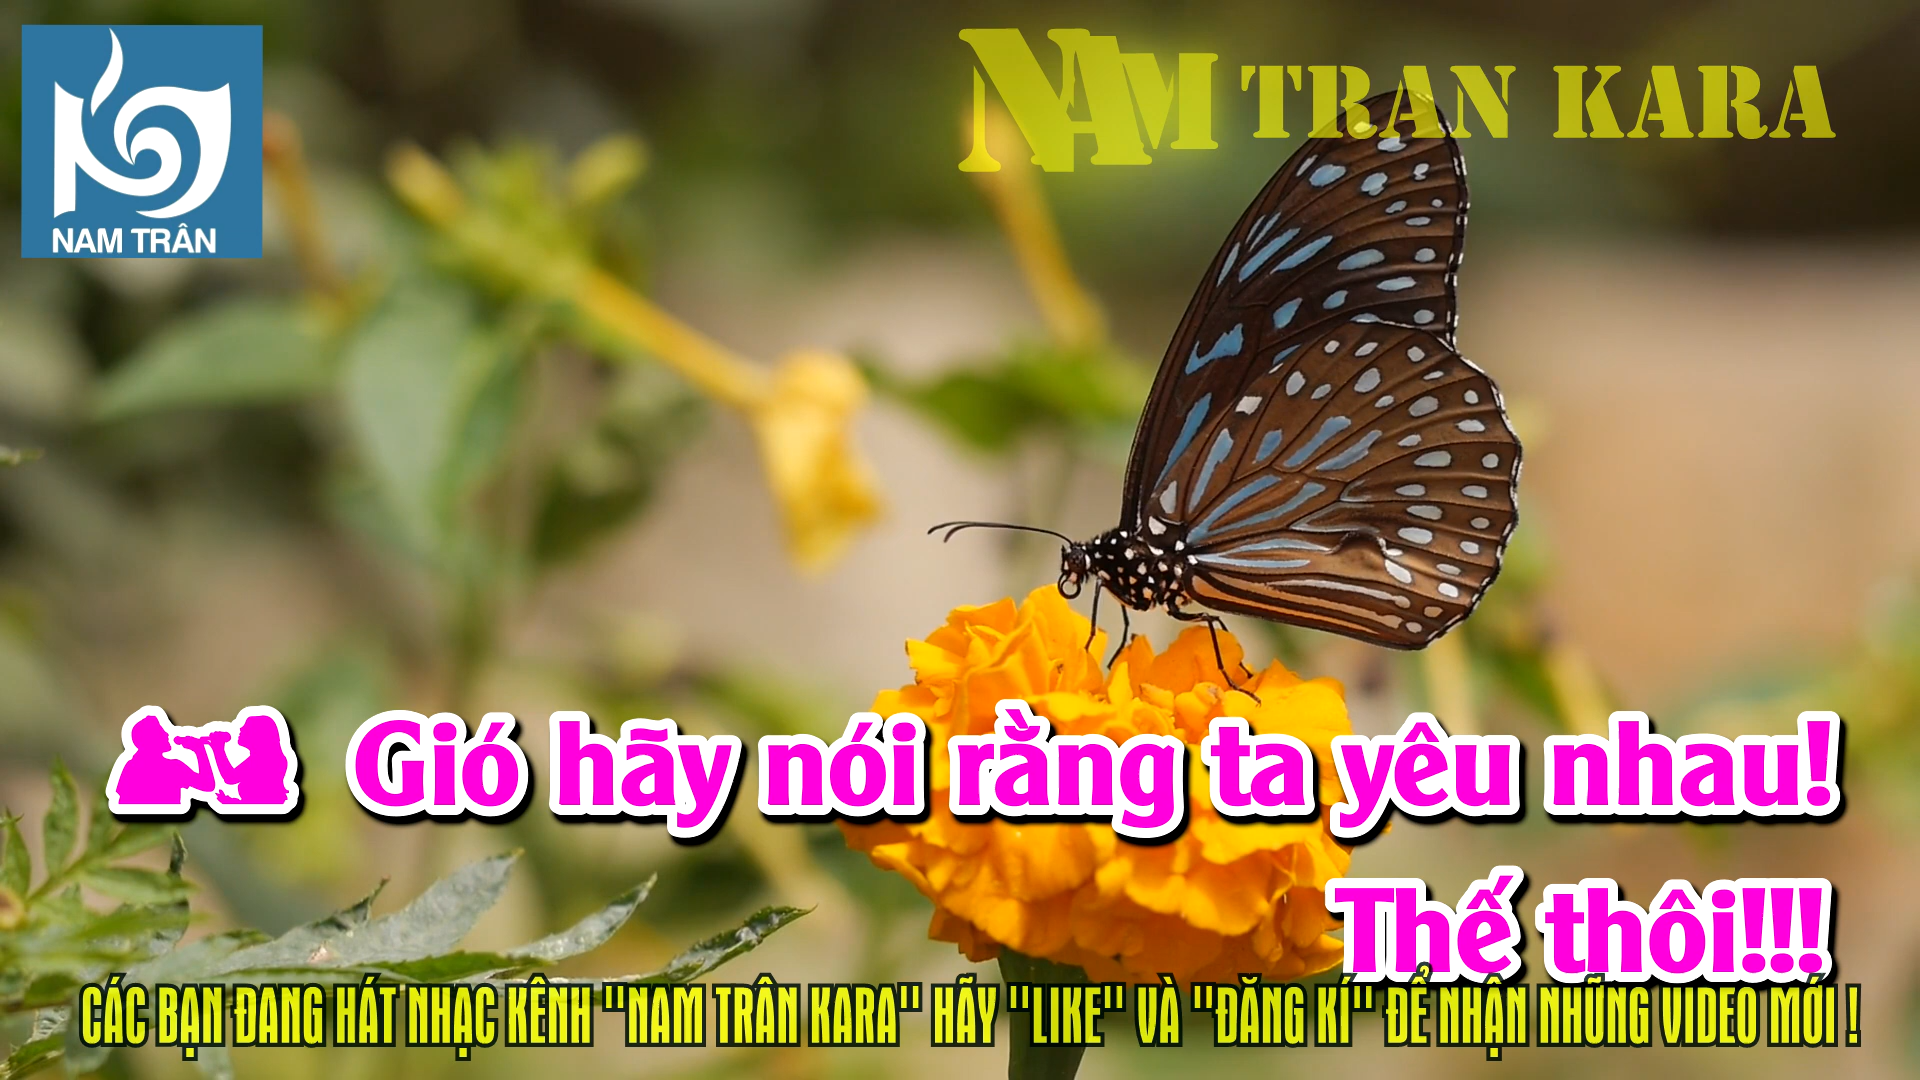 NAM TRÂN
NAM TRAN KARA
Gió hãy nói rằng ta yêu nhau!
Thế thôi!!!
CÁC BẠN ĐANG HÁT NHẠC KÊNH "NAM TRÂN KARA" HÃY "LIKE" VÀ "ĐĂNG KÍ" ĐỂ NHẬN NHỮNG VIDEO MỚI !